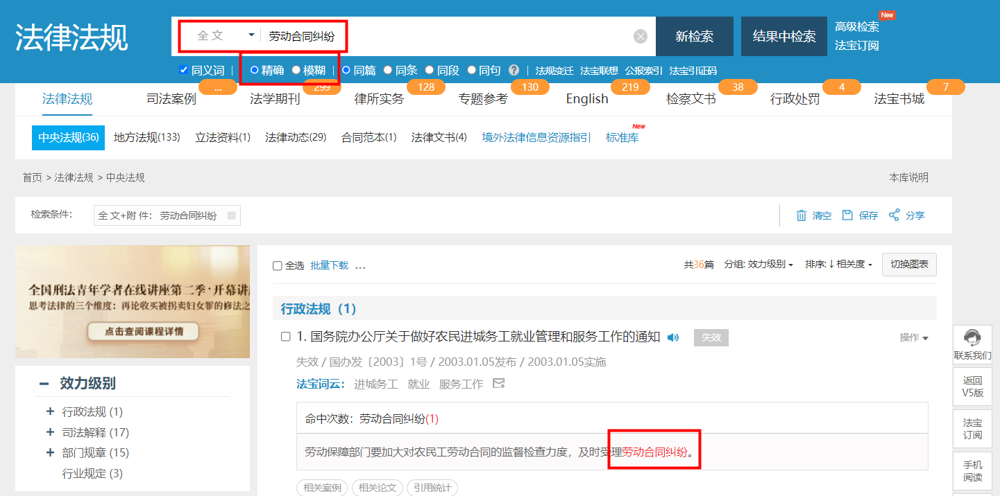 法律法规
全文 劳动合同纠纷
新检索 结果中检索 高级检索 New
法宝订阅
同义词 | 精确 模糊 | 同篇 同条 同段 同句 ? | 法规变迁 法宝联想 公报索引 法宝引证码
法律法规 司法案例 ... 法学期刊 299 律所实务 128 专题参考 130 English 219 检察文书 38 行政处罚 4 法宝书城 7
中央法规(36) 地方法规(133) 立法资料(1) 法律动态(29) 合同范本(1) 法律文书(4) 境外法律信息资源指引 标准库 New
首页 > 法律法规 > 中央法规 本库说明
检索条件: 全文+附件: 劳动合同纠纷 清空 保存 分享
全国刑法青年学者在线讲座第二季·开幕讲
思考法律的三个维度：再论收买被拐卖妇女罪的修法之
点击查阅课程详情
效力级别
行政法规 (1)
司法解释 (17)
部门规章 (15)
行业规定 (3)
全选 批量下载 ... 共36篇 分组: 效力级别 排序:↓相关度 切换图表
行政法规（1）
1. 国务院办公厅关于做好农民进城务工就业管理和服务工作的通知 失效 操作
失效 / 国办发〔2003〕1号 / 2003.01.05发布 / 2003.01.05实施
法宝词云： 进城务工 就业 服务工作
命中次数：劳动合同纠纷(1)
劳动保障部门要加大对农民工劳动合同的监督检查力度，及时受理劳动合同纠纷。
相关案例 相关论文 引用统计
联系我们
返回
V5版
法宝
订阅
手机
阅读